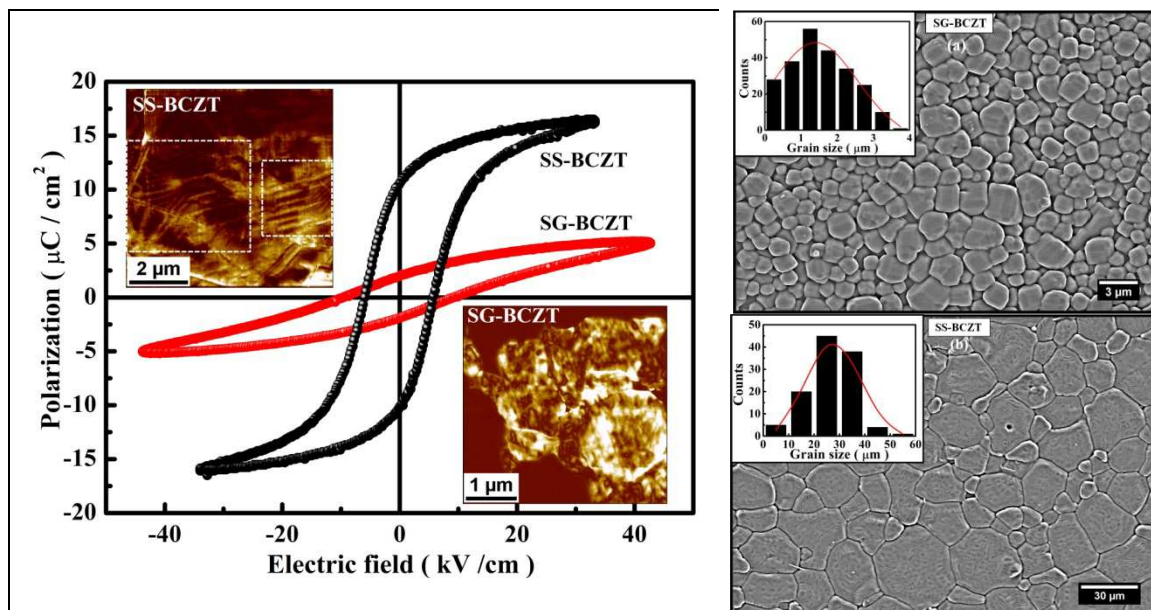 Polarization ( µC / cm²)
20
15
10
5
0
-5
-10
-15
-20
-40
-20
0
20
40
Electric field ( kV /cm )
SS-BCZT
2 µm
SS-BCZT
SG-BCZT
SG-BCZT
1 µm
SG-BCZT
(a)
Counts
60
40
20
0
0
1
2
3
4
Grain size ( µm )
a
3 µm
SS-BCZT
(b)
Counts
50
40
30
20
10
0
0
10
20
30
40
50
60
Grain size ( µm )
30 µm